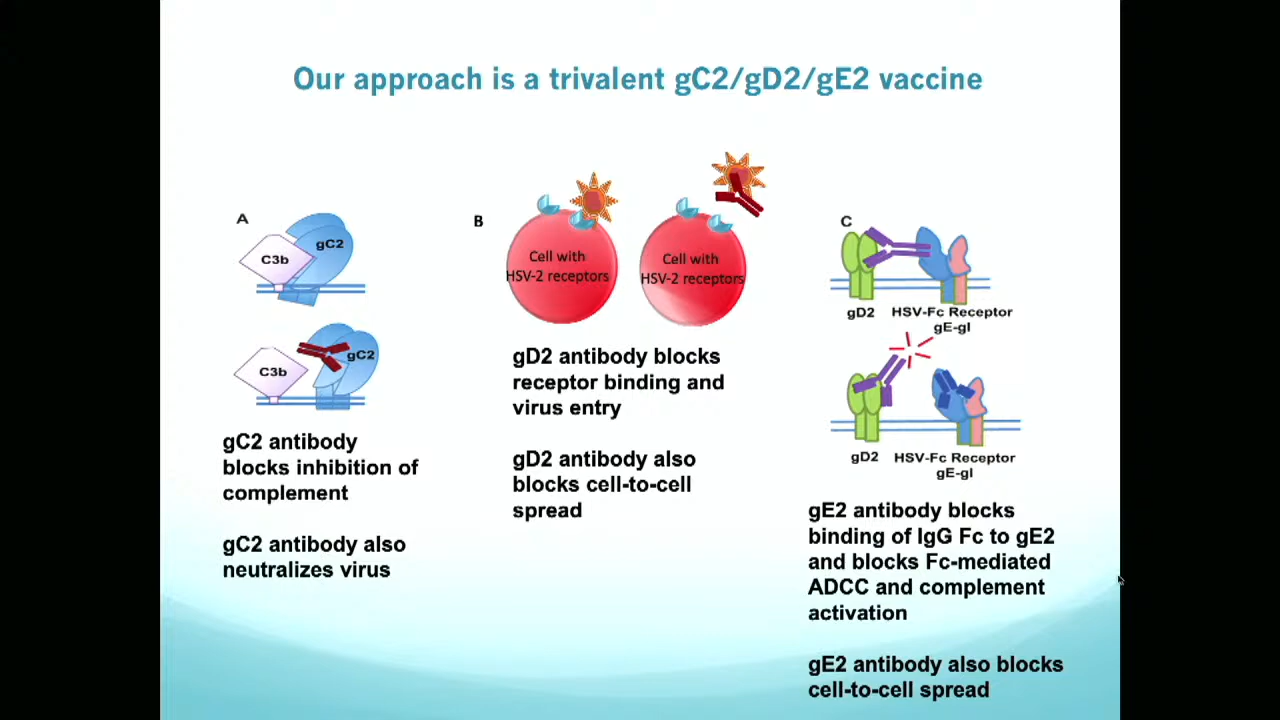 Our approach is a trivalent gC2/gD2/gE2 vaccine
A
gC2
C3b
gC2
C3b
gC2 antibody
blocks inhibition of
complement
gC2 antibody also
neutralizes virus
B
Cell with
HSV-2 receptors
Cell with
HSV-2 receptors
gD2 antibody blocks
receptor binding and
virus entry
gD2 antibody also
blocks cell-to-cell
spread
C
gD2
HSV-Fc Receptor
gE-gI
gD2
HSV-Fc Receptor
gE-gI
gE2 antibody blocks
binding of IgG Fc to gE2
and blocks Fc-mediated
ADCC and complement
activation
gE2 antibody also blocks
cell-to-cell spread